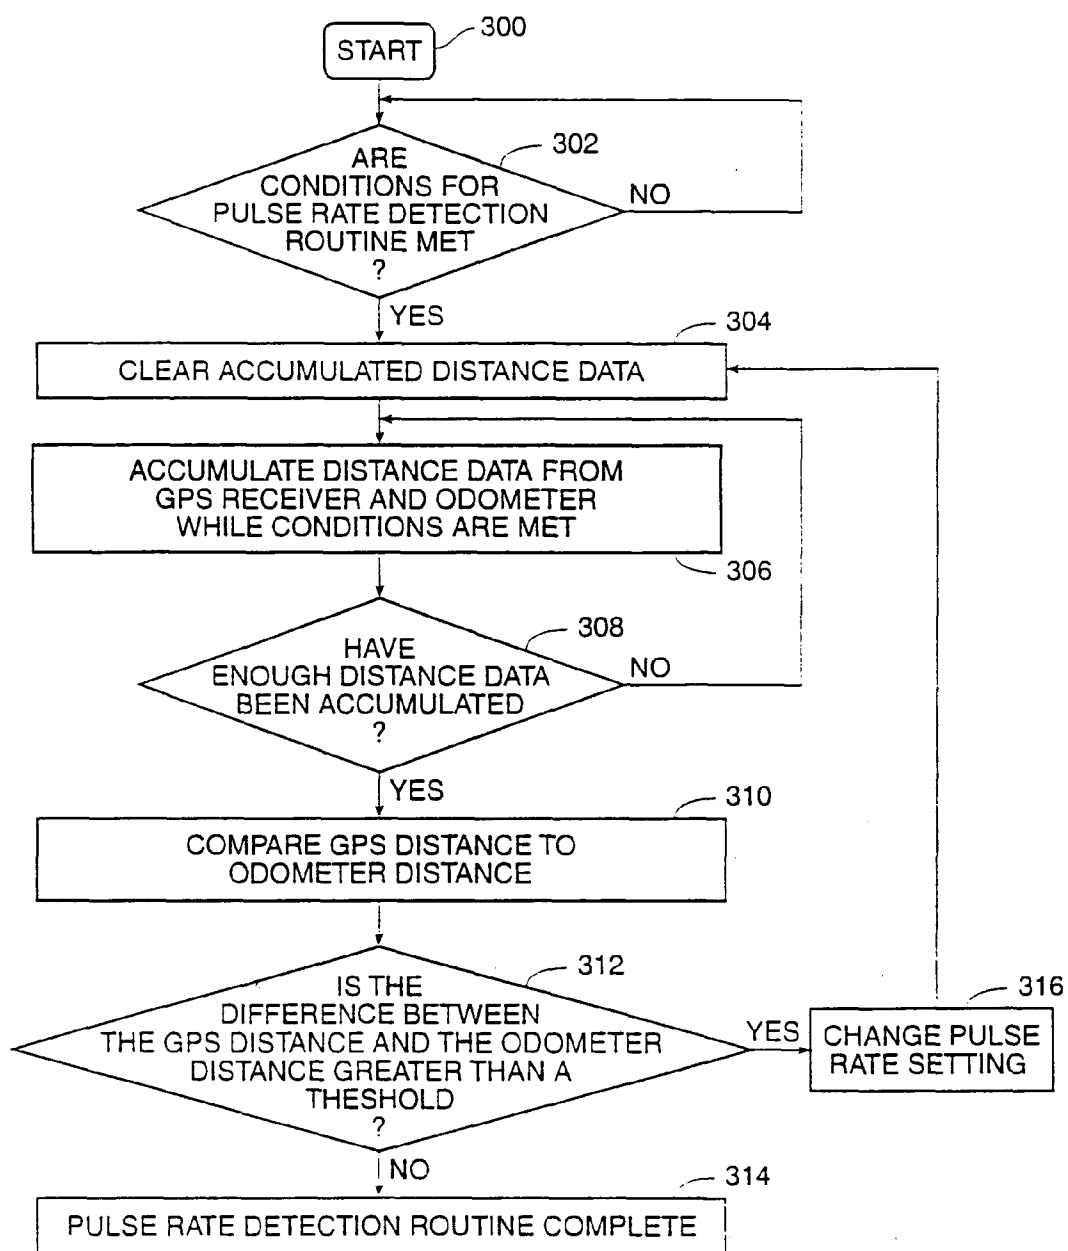 START
300
ARE
CONDITIONS FOR
PULSE RATE DETECTION
ROUTINE MET
?
302
NO
YES
304
CLEAR ACCUMULATED DISTANCE DATA
ACCUMULATE DISTANCE DATA FROM
GPS RECEIVER AND ODOMETER
WHILE CONDITIONS ARE MET
306
HAVE
ENOUGH DISTANCE DATA
BEEN ACCUMULATED
?
308
NO
YES
310
COMPARE GPS DISTANCE TO
ODOMETER DISTANCE
IS THE
DIFFERENCE BETWEEN
THE GPS DISTANCE AND THE ODOMETER
DISTANCE GREATER THAN A
THESHOLD
?
312
YES
316
CHANGE PULSE
RATE SETTING
NO
314
PULSE RATE DETECTION ROUTINE COMPLETE